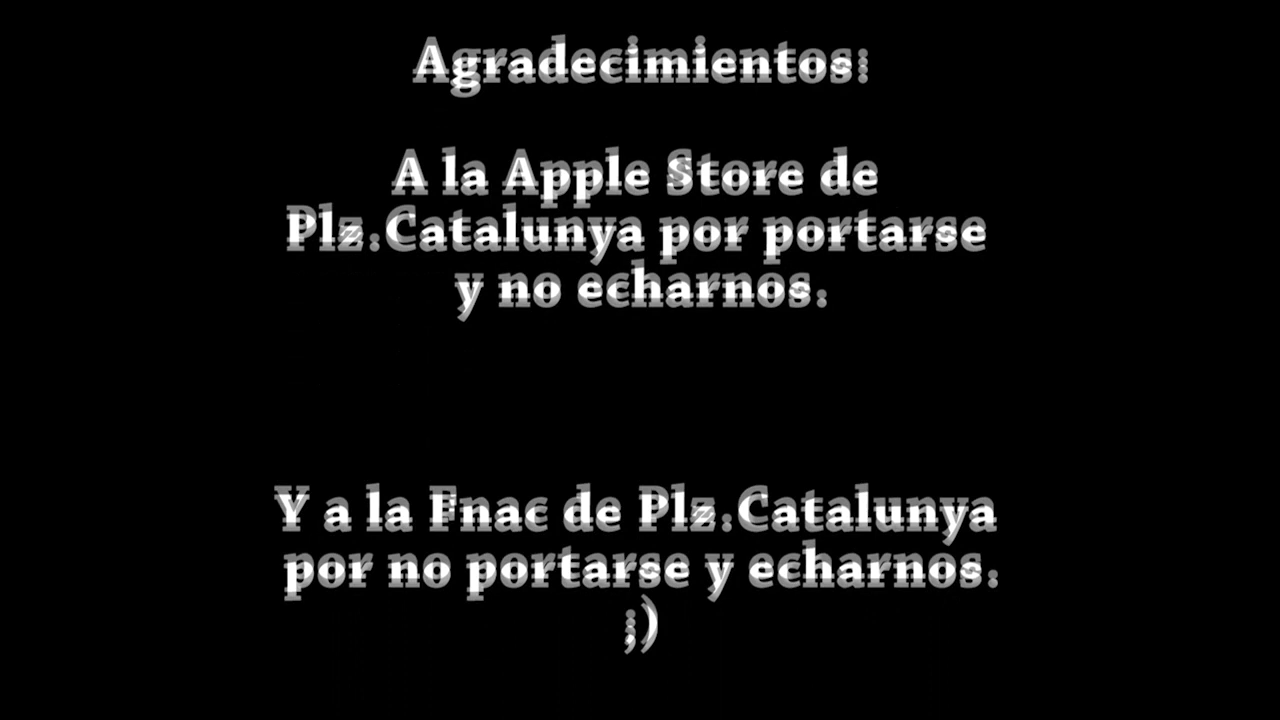 Agradecimientos:
A la Apple Store de
Plz.Catalunya por portarse
y no echarnos.
Y a la Fnac de Plz.Catalunya
por no portarse y echarnos.
;)